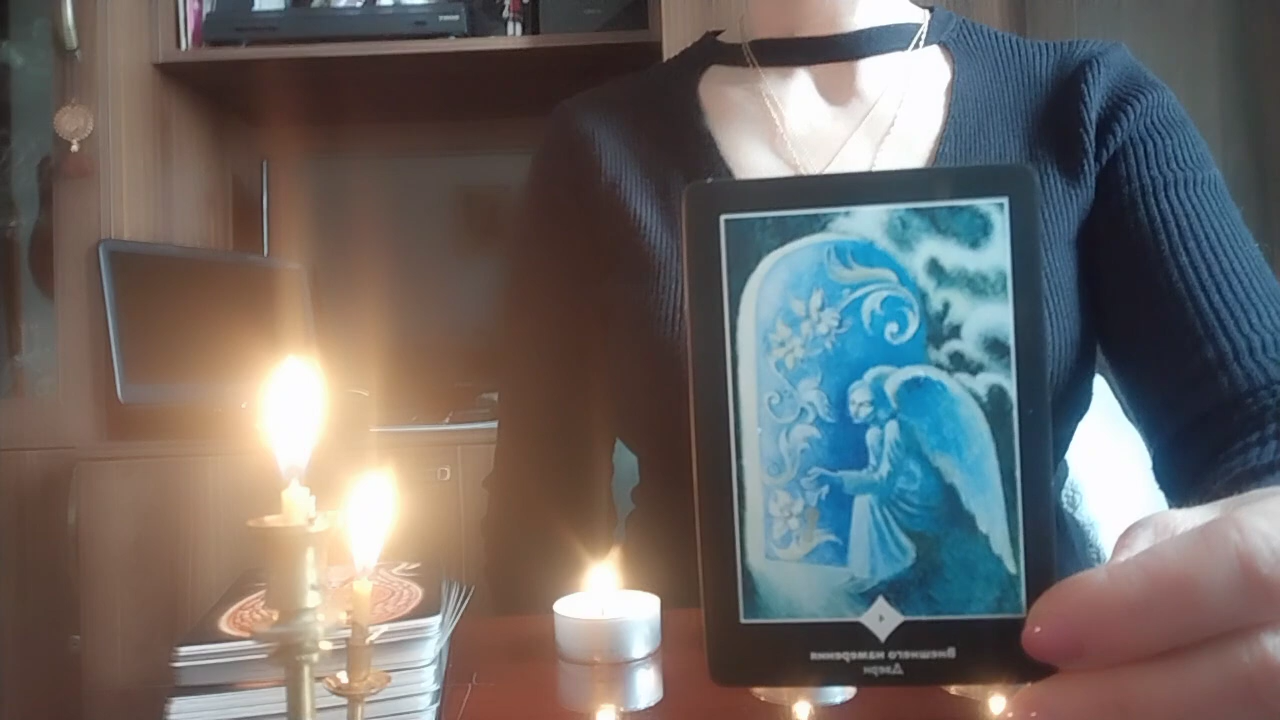 Внешнего намерения
Двери